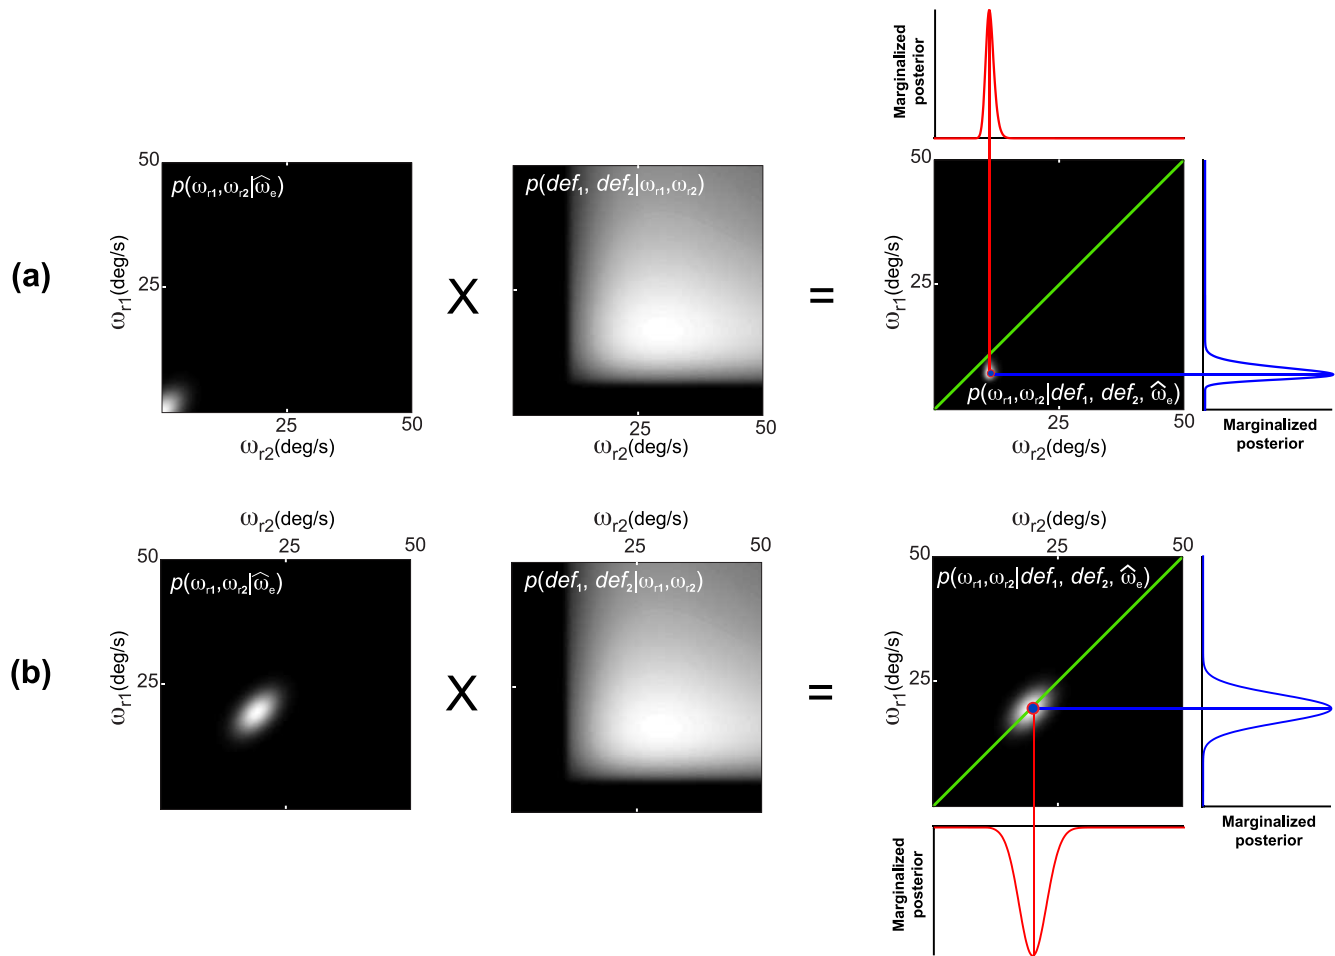 Marginalized
posterior
(a)
50
p(ωr1,ωr2|ω̂e)
ωr1(deg/s)
25
25
50
ωr2(deg/s)
X
p(def1, def2|ωr1,ωr2)
25
50
ωr2(deg/s)
=
50
ωr1(deg/s)
25
p(ωr1,ωr2|def1, def2, ω̂e)
25
50
ωr2(deg/s)
Marginalized
posterior
(b)
ωr2(deg/s)
25
50
50
p(ωr1,ωr2|ω̂e)
ωr1(deg/s)
25
X
ωr2(deg/s)
25
50
p(def1, def2|ωr1,ωr2)
=
ωr2(deg/s)
25
50
50
p(ωr1,ωr2|def1, def2, ω̂e)
ωr1(deg/s)
25
Marginalized
posterior
Marginalized
posterior